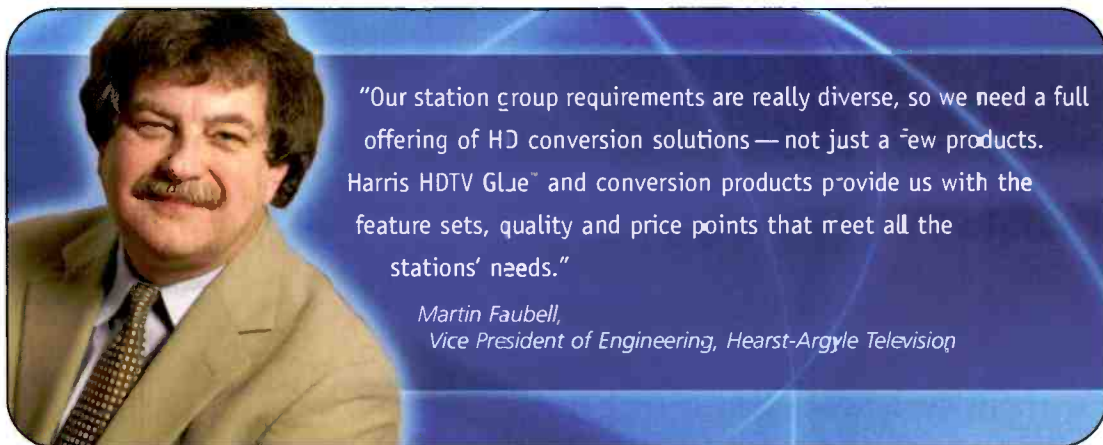 "Our station group requirements are really diverse, so we need a full
offering of HD conversion solutions — not just a few products.
Harris HDTV Glue™ and conversion products provide us with the
feature sets, quality and price points that meet all the
stations' needs."
Martin Faubell,
Vice President of Engineering, Hearst-Argyle Television